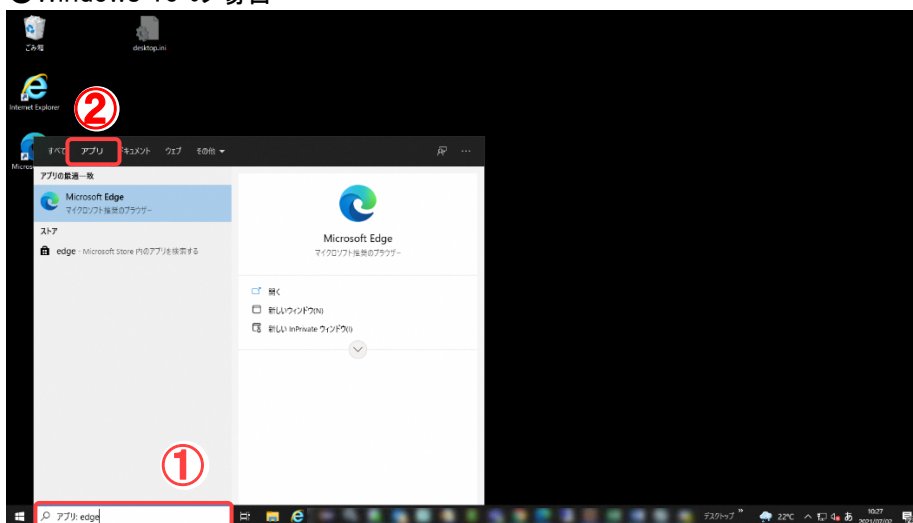 ●Windows 10 の場合
ごみ箱
desktop.ini
Internet Explorer
②
Micros
すべて アプリ ドキュメント ウェブ その他
アプリの最適一致
Microsoft Edge
マイクロソフト推奨のブラウザー
ストア
edge - Microsoft Store 内のアプリを検索する
Microsoft Edge
マイクロソフト推奨のブラウザー
開く
新しいウィンドウ(N)
新しい InPrivate ウィンドウ(I)
①
アプリ: edge
デスクトップ
22°C
あ
10:27
2021/07/02